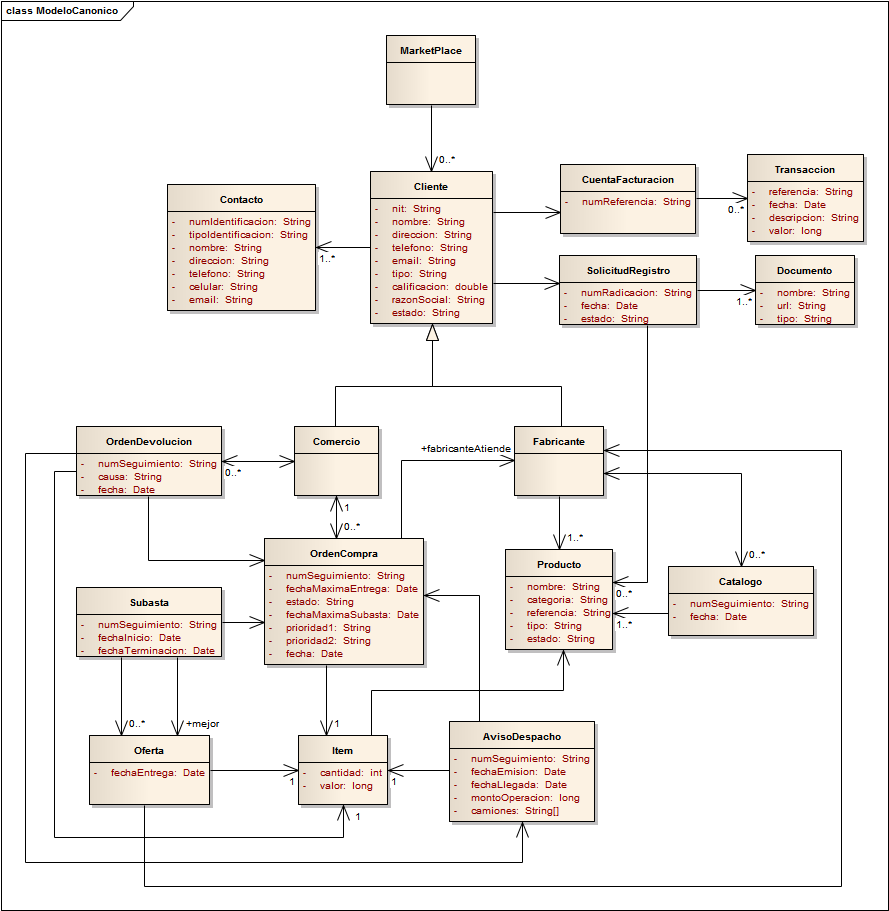 class ModeloCanonico
MarketPlace
0..*
Cliente
- nit: String
- nombre: String
- direccion: String
- telefono: String
- email: String
- tipo: String
- calificacion: double
- razonSocial: String
- estado: String
Contacto
- numIdentificacion: String
- tipoIdentificacion: String
- nombre: String
- direccion: String
- telefono: String
- celular: String
- email: String
1..*
CuentaFacturacion
- numReferencia: String
0..*
Transaccion
- referencia: String
- fecha: Date
- descripcion: String
- valor: long
SolicitudRegistro
- numRadicacion: String
- fecha: Date
- estado: String
1..*
Documento
- nombre: String
- url: String
- tipo: String
OrdenDevolucion
- numSeguimiento: String
- causa: String
- fecha: Date
0..*
Comercio
1
0..*
+fabricanteAtiende
Fabricante
1..*
0..*
OrdenCompra
- numSeguimiento: String
- fechaMaximaEntrega: Date
- estado: String
- fechaMaximaSubasta: Date
- prioridad1: String
- prioridad2: String
- fecha: Date
Producto
- nombre: String
- categoria: String
- referencia: String
- tipo: String
- estado: String
0..*
1..*
Catalogo
- numSeguimiento: String
- fecha: Date
Subasta
- numSeguimiento: String
- fechaInicio: Date
- fechaTerminacion: Date
0..*
+mejor
1
Oferta
- fechaEntrega: Date
1
Item
- cantidad: int
- valor: long
1
1
AvisoDespacho
- numSeguimiento: String
- fechaEmision: Date
- fechaLlegada: Date
- montoOperacion: long
- camiones: String[]